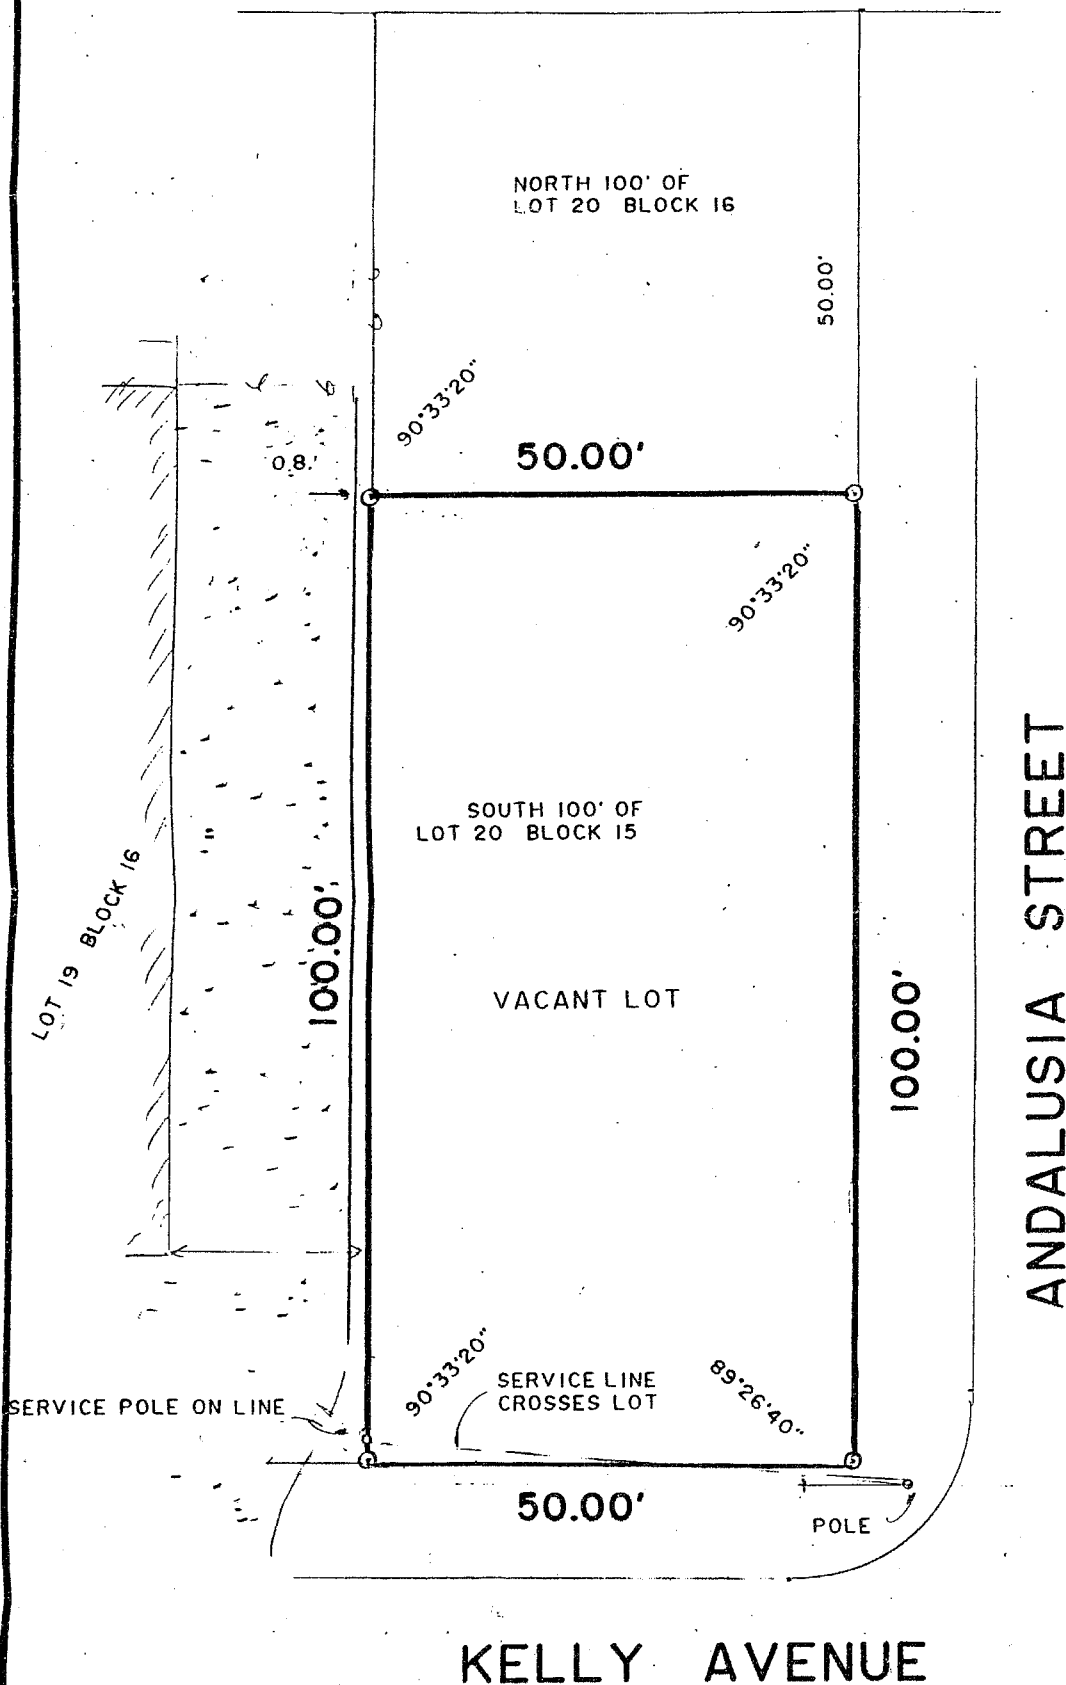 NORTH 100' OF
LOT 20 BLOCK 16
50.00'
90°33'20"
50.00'
0.8.'
90°33'20"
SOUTH 100' OF
LOT 20 BLOCK 15
LOT 19 BLOCK 16
100.00'
VACANT LOT
100.00'
ANDALUSIA STREET
90°33'20"
SERVICE LINE
CROSSES LOT
89°26'40"
SERVICE POLE ON LINE
50.00'
POLE
KELLY AVENUE